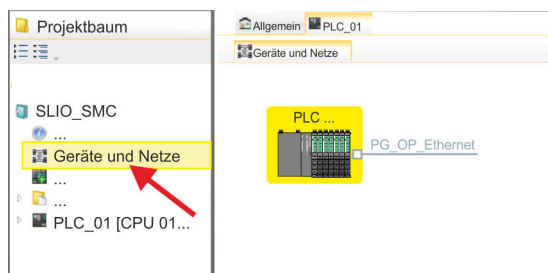 Projektbaum
SLIO_SMC
...
Geräte und Netze
...
...
PLC_01 [CPU 01...
Allgemein PLC_01
Geräte und Netze
PLC ...
PG_OP_Ethernet